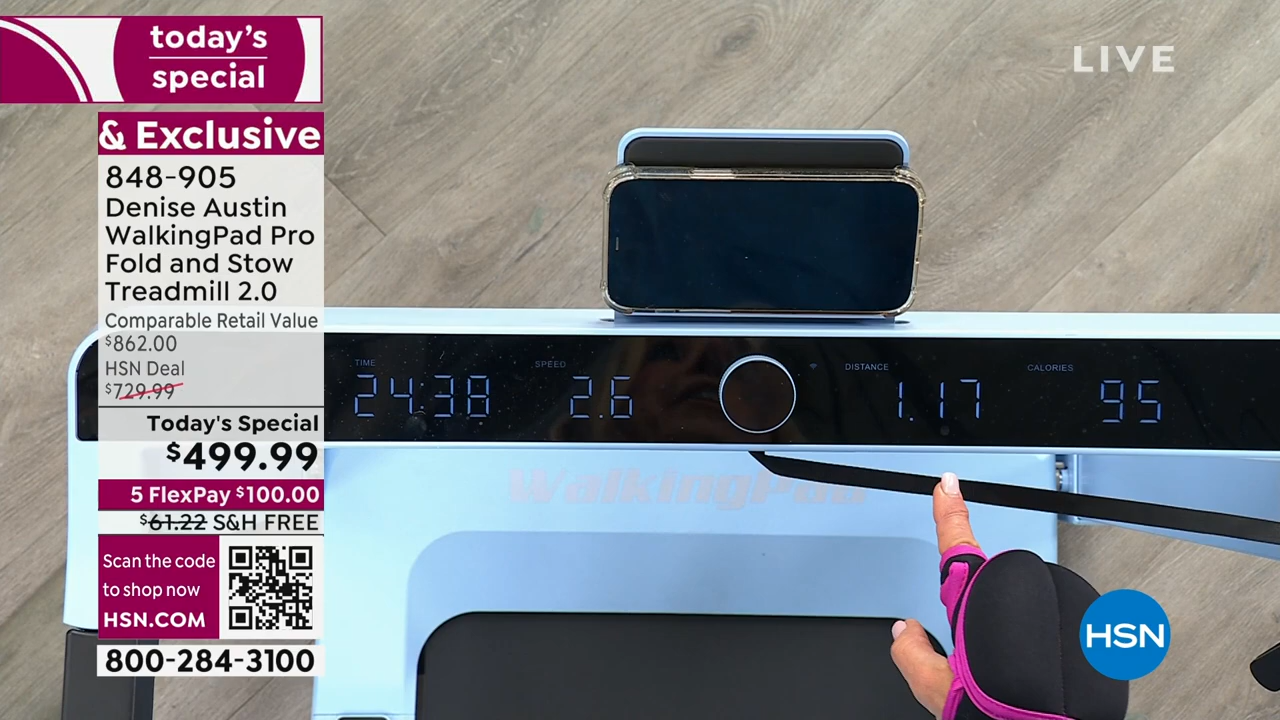 today's
special
& Exclusive
848-905
Denise Austin
WalkingPad Pro
Fold and Stow
Treadmill 2.0
Comparable Retail Value
$862.00
HSN Deal
$729.99
Today's Special
$499.99
5 FlexPay $100.00
$61.22 S&H FREE
Scan the code
to shop now
HSN.COM
800-284-3100
LIVE
TIME
24:38
SPEED
2.6
DISTANCE
1.17
CALORIES
95
WalkingPad
HSN